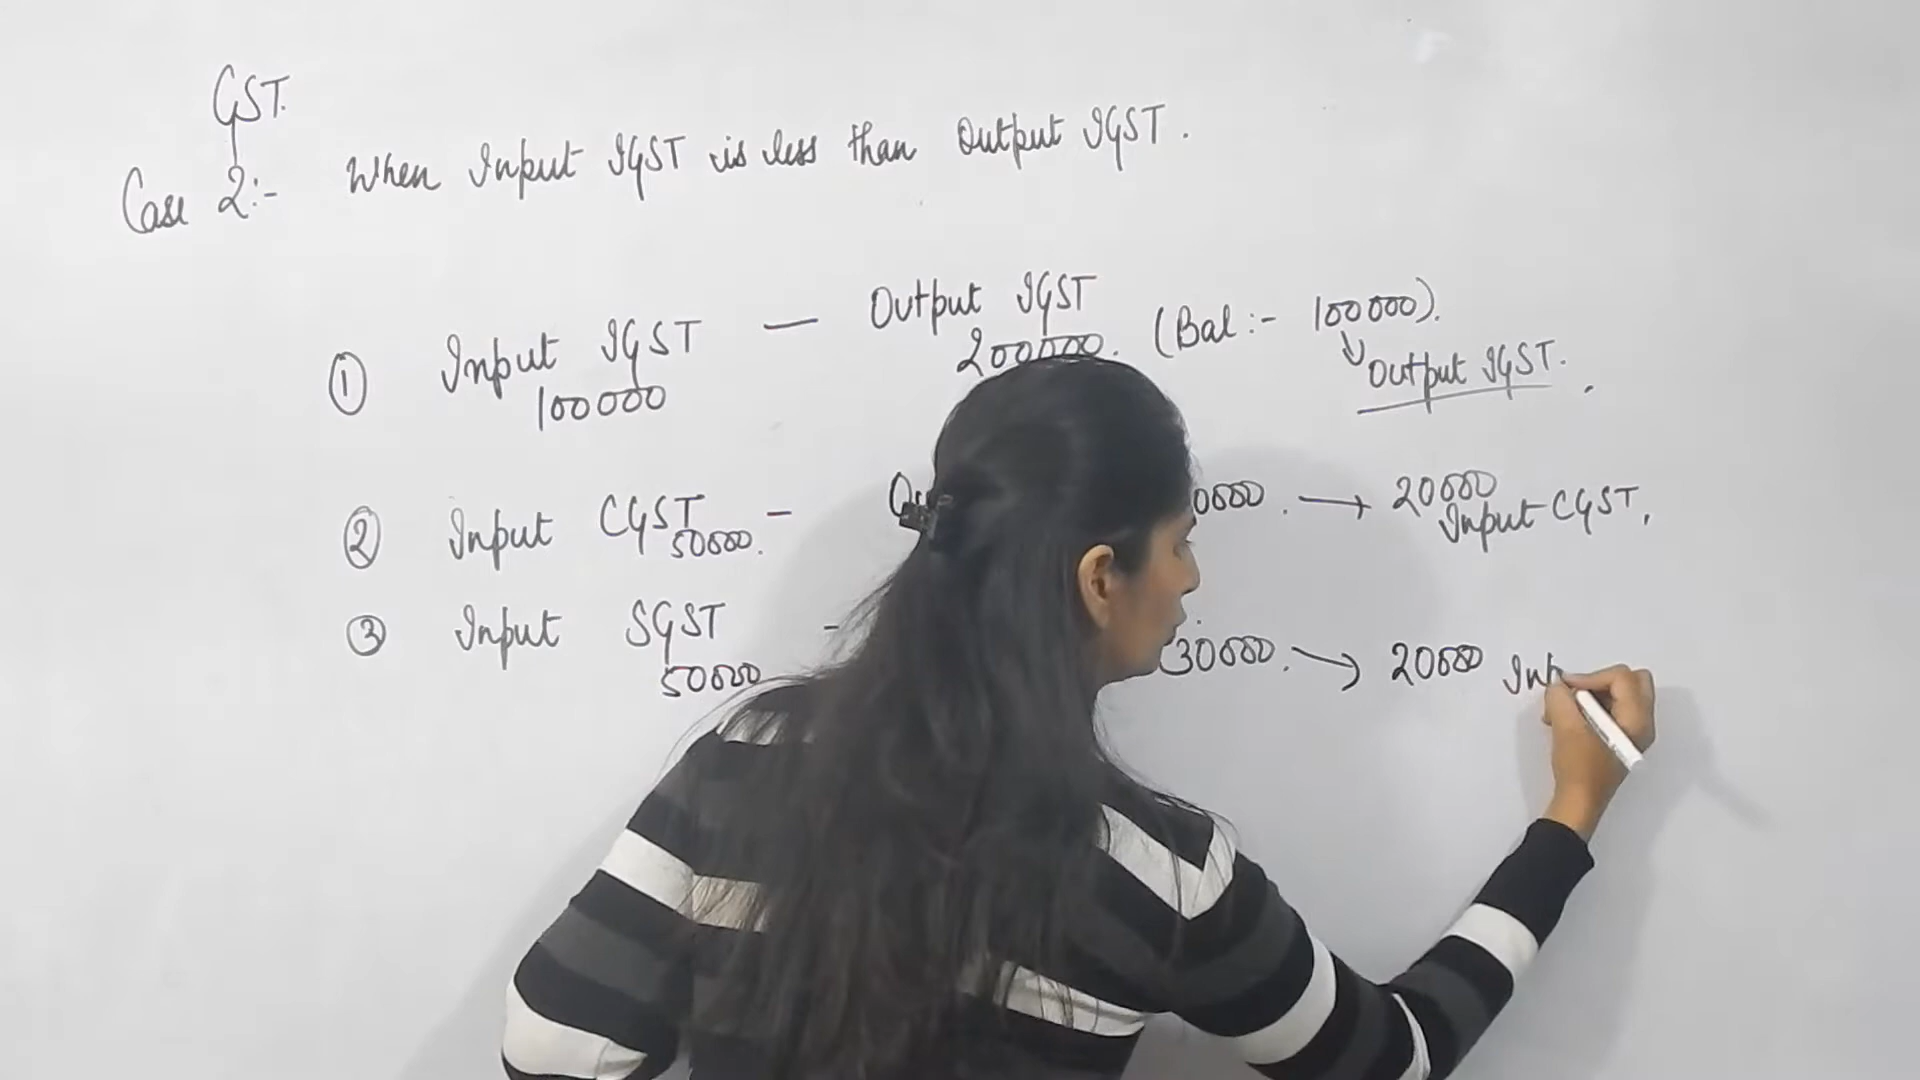 GST.
Case 2:- When Input IGST is less than Output IGST.
① Input IGST — Output IGST (Bal :- 100000).
100000 200000. Output IGST.
② Input CGST 50000. - 0000. → 20000
Input CGST.
③ Input SGST - 30000. → 20000 Inp
50000